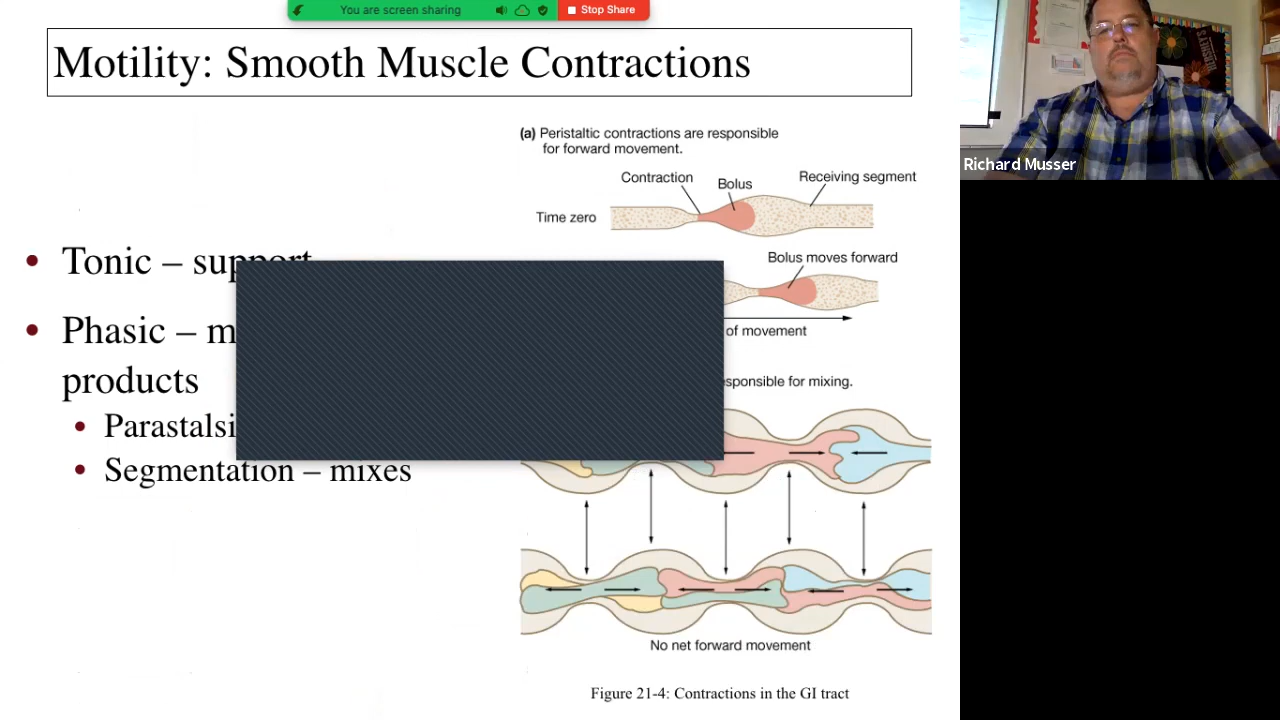 You are screen sharing
Stop Share
Motility: Smooth Muscle Contractions
Richard Musser
(a) Peristaltic contractions are responsible
for forward movement.
Contraction
Bolus
Receiving segment
Time zero
• Tonic – support
Bolus moves forward
• Phasic – m
products
of movement
sponsible for mixing.
• Parastalsi
• Segmentation – mixes
No net forward movement
Figure 21-4: Contractions in the GI tract
HERSHEY'S